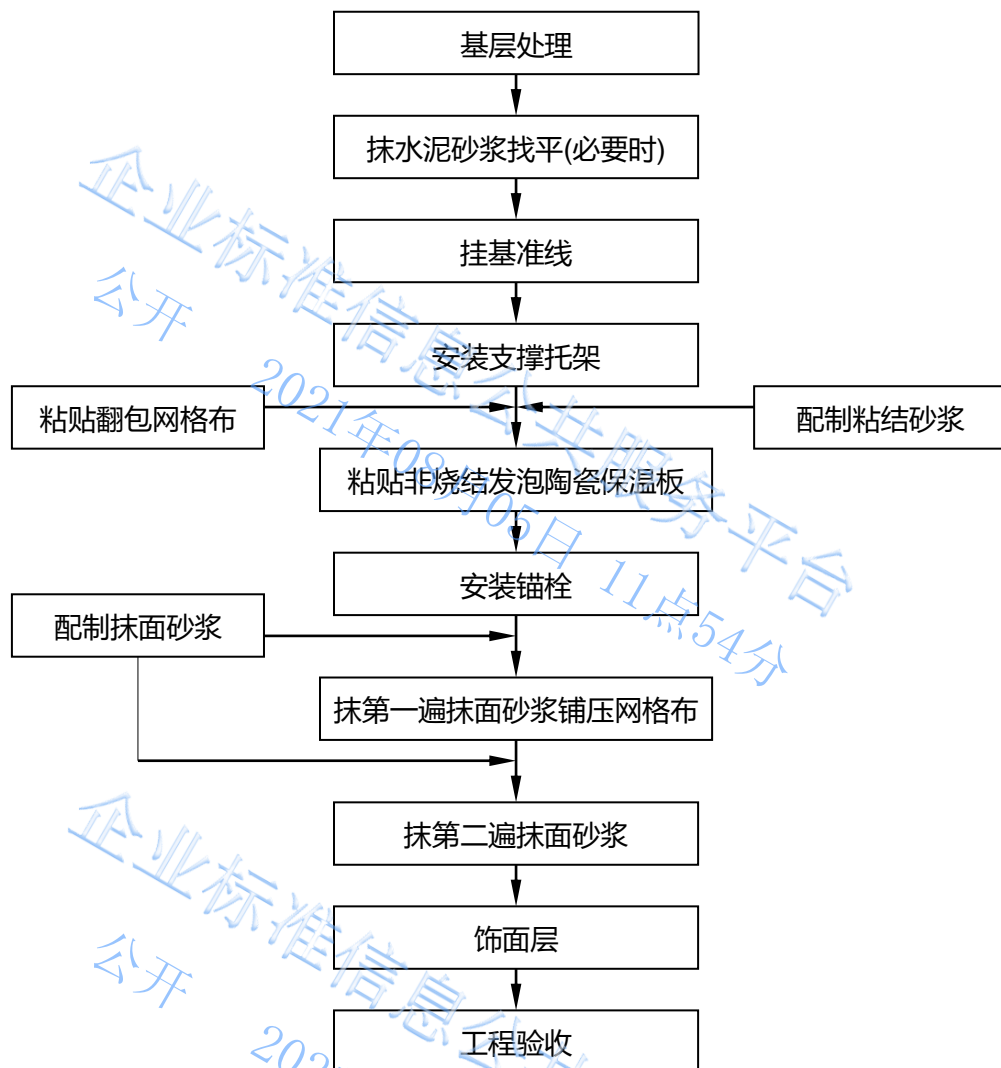 基层处理
抹水泥砂浆找平(必要时)
挂基准线
安装支撑托架
粘贴翻包网格布
配制粘结砂浆
粘贴非烧结发泡陶瓷保温板
安装锚栓
配制抹面砂浆
抹第一遍抹面砂浆铺压网格布
抹第二遍抹面砂浆
饰面层
工程验收
企业标准信息公共服务平台
公开
2021年08月05日 11点54分
企业标准信息公
公开
202